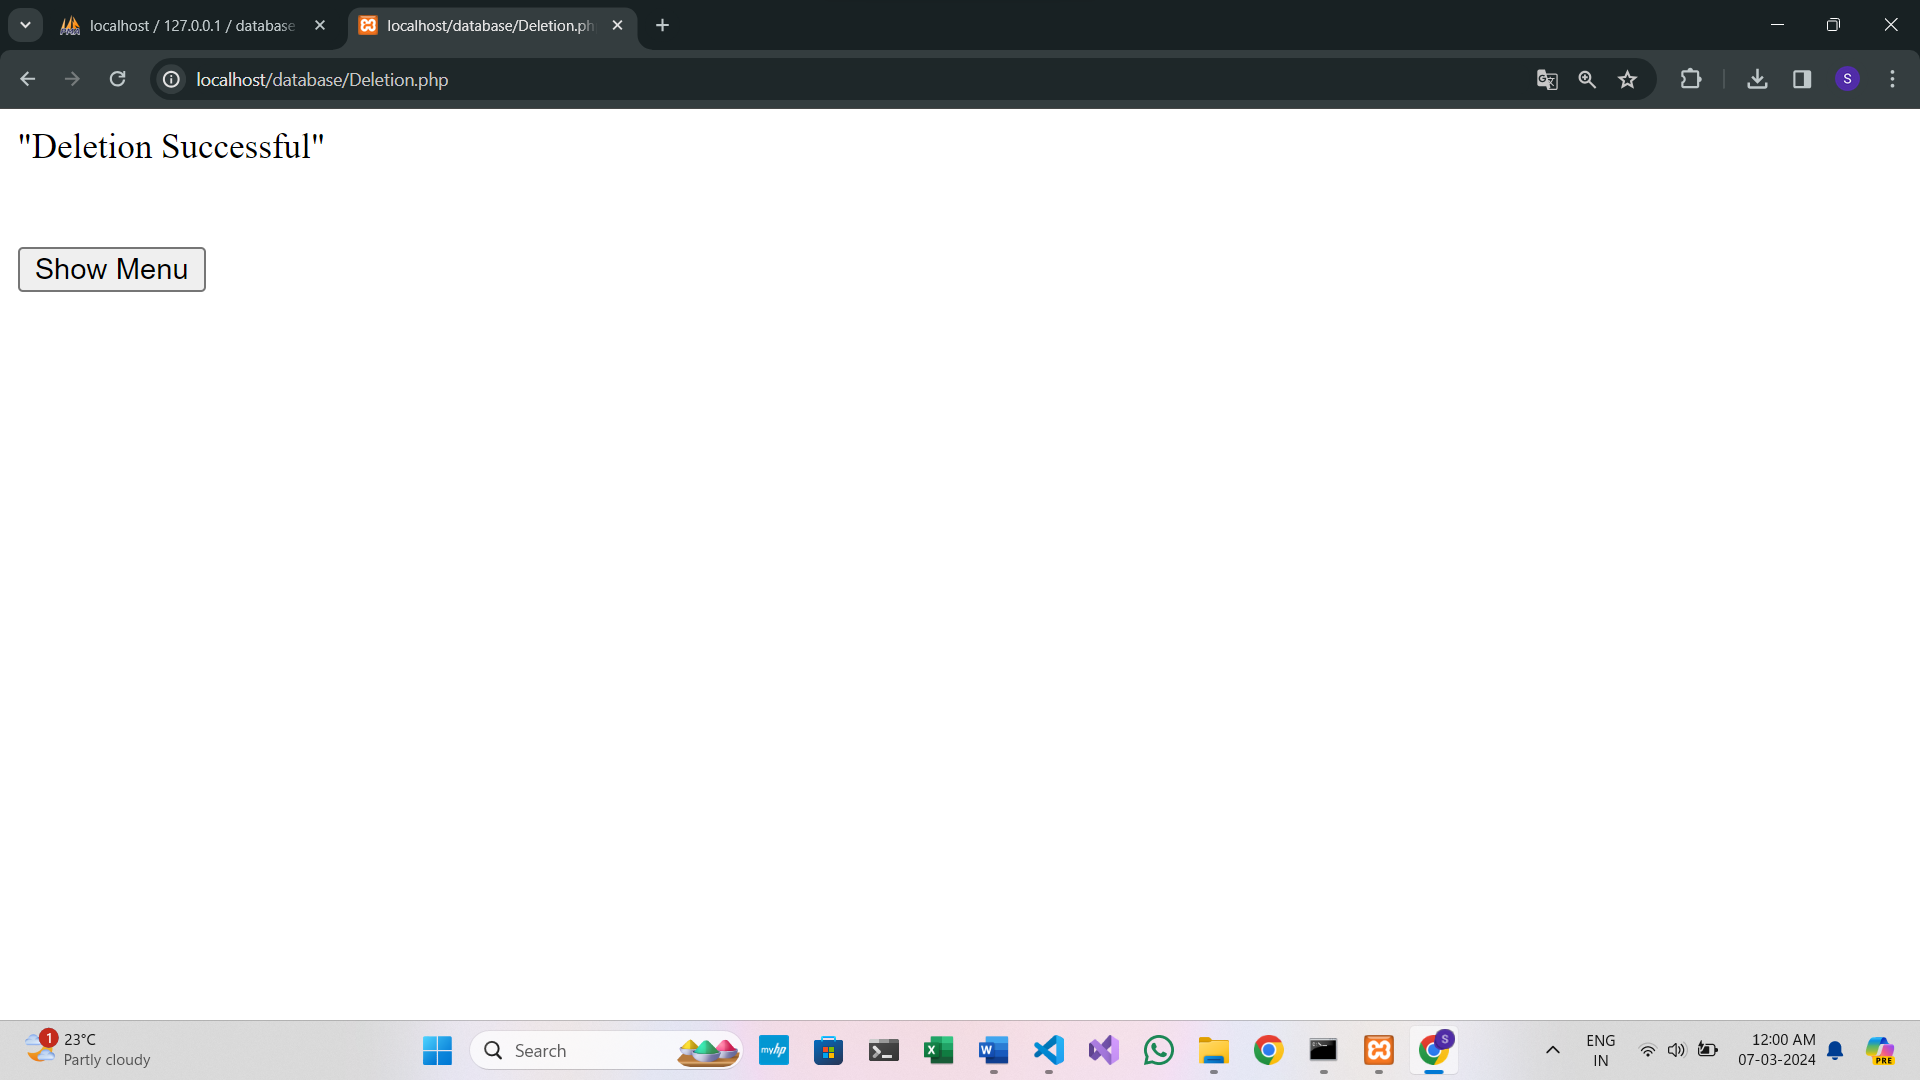 localhost / 127.0.0.1 / database
localhost/database/Deletion.ph
localhost/database/Deletion.php
S
"Deletion Successful"
Show Menu
1
23°C
Partly cloudy
Search
myhp
S
ENG
IN
12:00 AM
07-03-2024
PRE